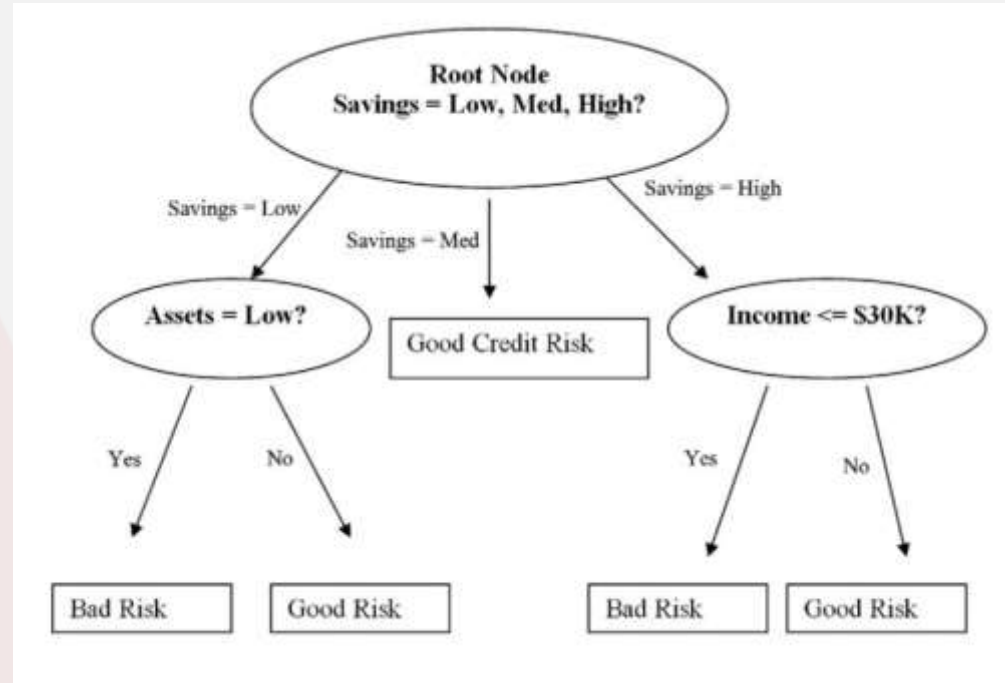 Root Node
Savings = Low, Med, High?
Savings = Low
Savings = Med
Savings = High
Assets = Low?
Good Credit Risk
Income <= $30K?
Yes
No
Yes
No
Bad Risk
Good Risk
Bad Risk
Good Risk